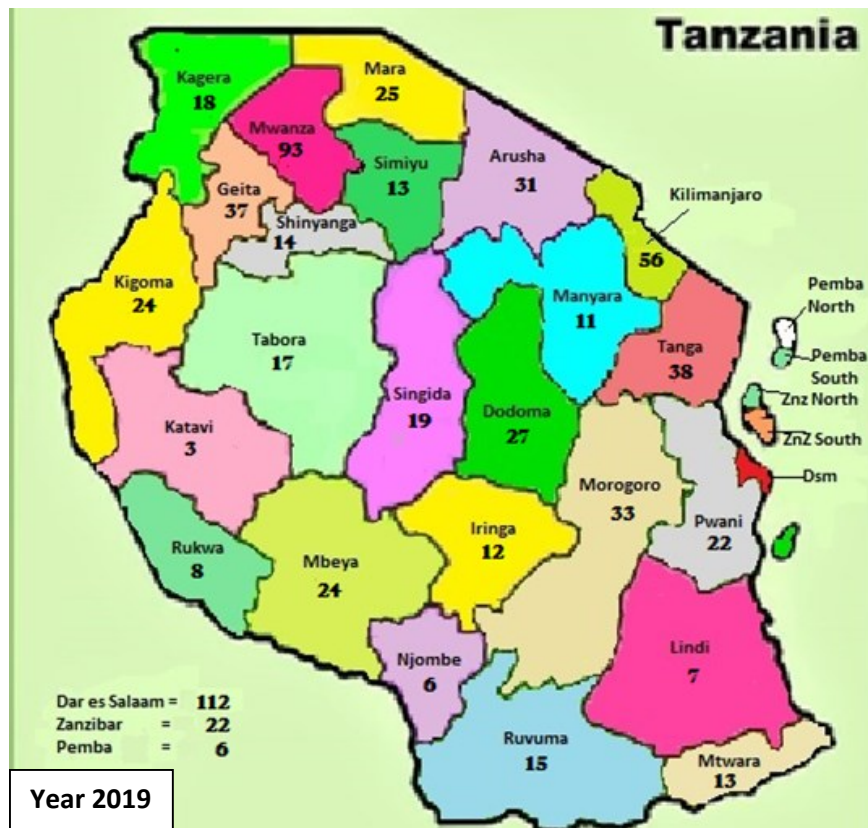 Tanzania
Kagera
18
Mara
25
Mwanza
93
Simiyu
13
Arusha
31
Kilimanjaro
56
Geita
37
Shinyanga
14
Kigoma
24
Tabora
17
Singida
19
Manyara
11
Tanga
38
Pemba
North
Pemba
South
Znz North
ZnZ South
Dsm
Katavi
3
Dodoma
27
Morogoro
33
Pwani
22
Rukwa
8
Mbeya
24
Iringa
12
Njombe
6
Lindi
7
Ruvuma
15
Mtwara
13
Dar es Salaam = 112
Zanzibar = 22
Pemba = 6
Year 2019